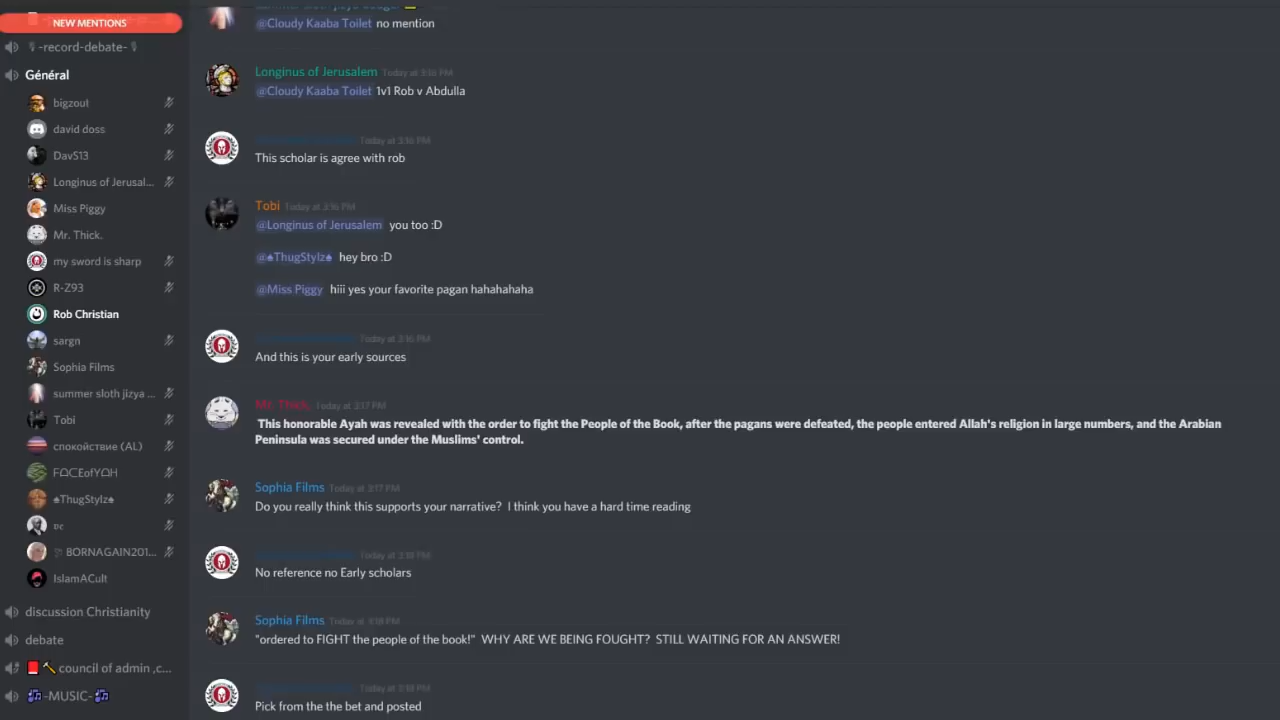 NEW MENTIONS
-record-debate-
Général
bigzout
david doss
DavS13
Longinus of Jerusal...
Miss Piggy
Mr. Thick.
my sword is sharp
R-Z93
Rob Christian
sargn
Sophia Films
summer sloth jizya ...
Tobi
спокойствие (AL)
FΩCEofYΩH
♠ThugStylz♠
BORNAGAIN201...
IslamACult
discussion Christianity
debate
council of admin ,c...
-MUSIC-
@Cloudy Kaaba Toilet no mention
Longinus of Jerusalem Today at 3:16 PM
@Cloudy Kaaba Toilet 1v1 Rob v Abdulla
Today at 3:16 PM
This scholar is agree with rob
Tobi Today at 3:16 PM
@Longinus of Jerusalem you too :D
@♠ThugStylz♠ hey bro :D
@Miss Piggy hiii yes your favorite pagan hahahahaha
Today at 3:16 PM
And this is your early sources
Mr. Thick. Today at 3:17 PM
This honorable Ayah was revealed with the order to fight the People of the Book, after the pagans were defeated, the people entered Allah's religion in large numbers, and the Arabian
Peninsula was secured under the Muslims' control.
Sophia Films Today at 3:17 PM
Do you really think this supports your narrative? I think you have a hard time reading
Today at 3:18 PM
No reference no Early scholars
Sophia Films Today at 3:18 PM
"ordered to FIGHT the people of the book!" WHY ARE WE BEING FOUGHT? STILL WAITING FOR AN ANSWER!
Today at 3:18 PM
Pick from the the bet and posted